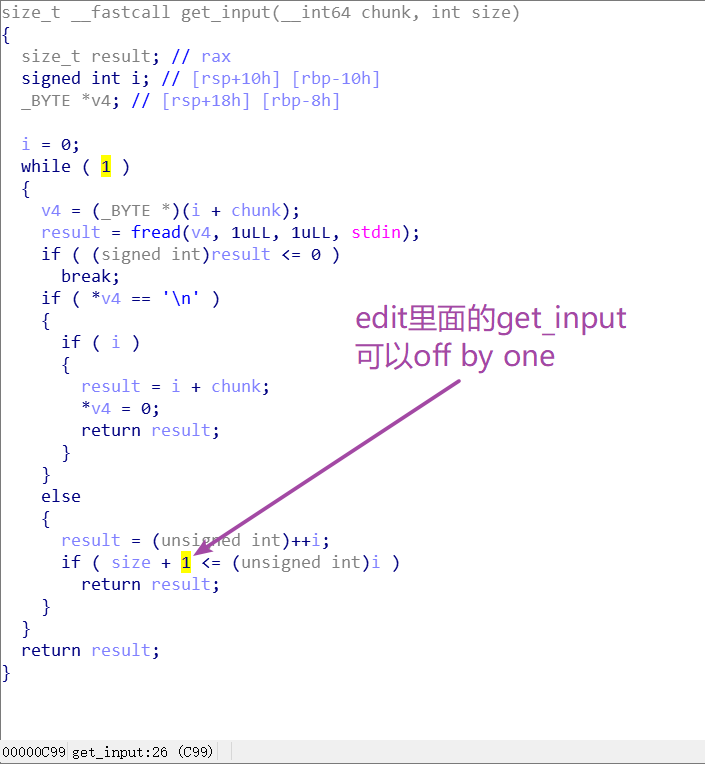 size_t __fastcall get_input(__int64 chunk, int size)
{
  size_t result; // rax
  signed int i; // [rsp+10h] [rbp-10h]
  _BYTE *v4; // [rsp+18h] [rbp-8h]

  i = 0;
  while ( 1 )
  {
    v4 = (_BYTE *)(i + chunk);
    result = fread(v4, 1uLL, 1uLL, stdin);
    if ( (signed int)result <= 0 )
      break;
    if ( *v4 == '\n' )
    {
      if ( i )
      {
        result = i + chunk;
        *v4 = 0;
        return result;
      }
    }
    else
    {
      result = (unsigned int)++i;
      if ( size + 1 <= (unsigned int)i )
        return result;
    }
  }
  return result;
}
edit里面的get_input
可以off by one
00000C99 get_input:26 (C99)